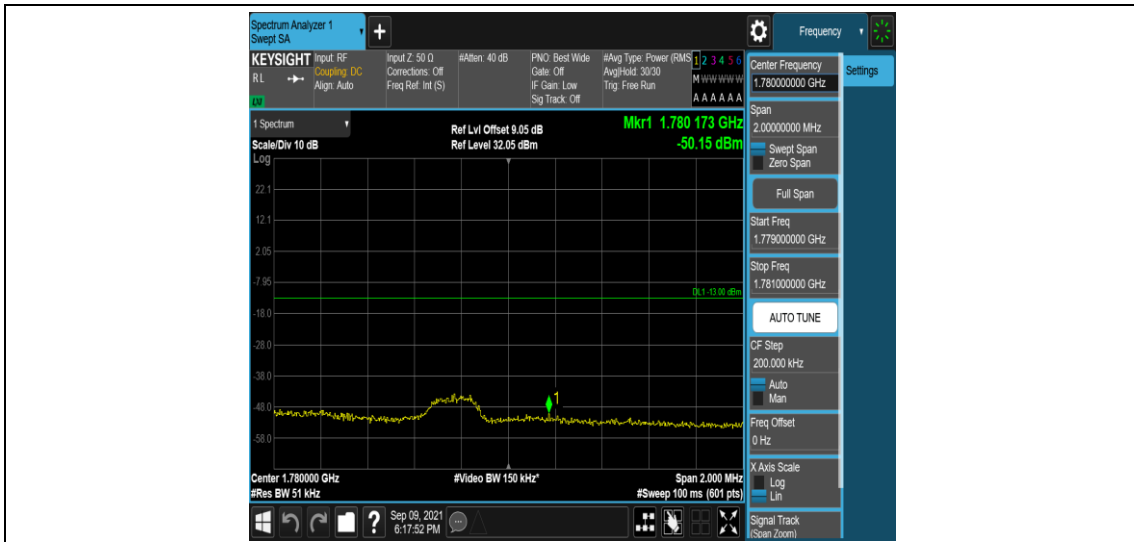 Spectrum Analyzer 1
Swept SA
+
Frequency
KEYSIGHT
RL
LXI
Input: RF
Coupling: DC
Align: Auto
Input Z: 50 Ω
Corrections: Off
Freq Ref: Int (S)
#Atten: 40 dB
PNO: Best Wide
Gate: Off
IF Gain: Low
Sig Track: Off
#Avg Type: Power (RMS
Avg|Hold: 30/30
Trig: Free Run
1 2 3 4 5 6
M W W W W W
A A A A A A
1 Spectrum
Scale/Div 10 dB
Log
Ref Lvl Offset 9.05 dB
Ref Level 32.05 dBm
Mkr1 1.780 173 GHz
-50.15 dBm
22.1
12.1
2.05
-7.95
DL1 -13.00 dBm
-18.0
-28.0
-38.0
1
-48.0
-58.0
Center 1.780000 GHz
#Video BW 150 kHz*
Span 2.000 MHz
#Res BW 51 kHz
#Sweep 100 ms (601 pts)
?
Sep 09, 2021
6:17:52 PM
Center Frequency
1.780000000 GHz
Settings
Span
2.00000000 MHz
Swept Span
Zero Span
Full Span
Start Freq
1.779000000 GHz
Stop Freq
1.781000000 GHz
AUTO TUNE
CF Step
200.000 kHz
Auto
Man
Freq Offset
0 Hz
X Axis Scale
Log
Lin
Signal Track
(Span Zoom)